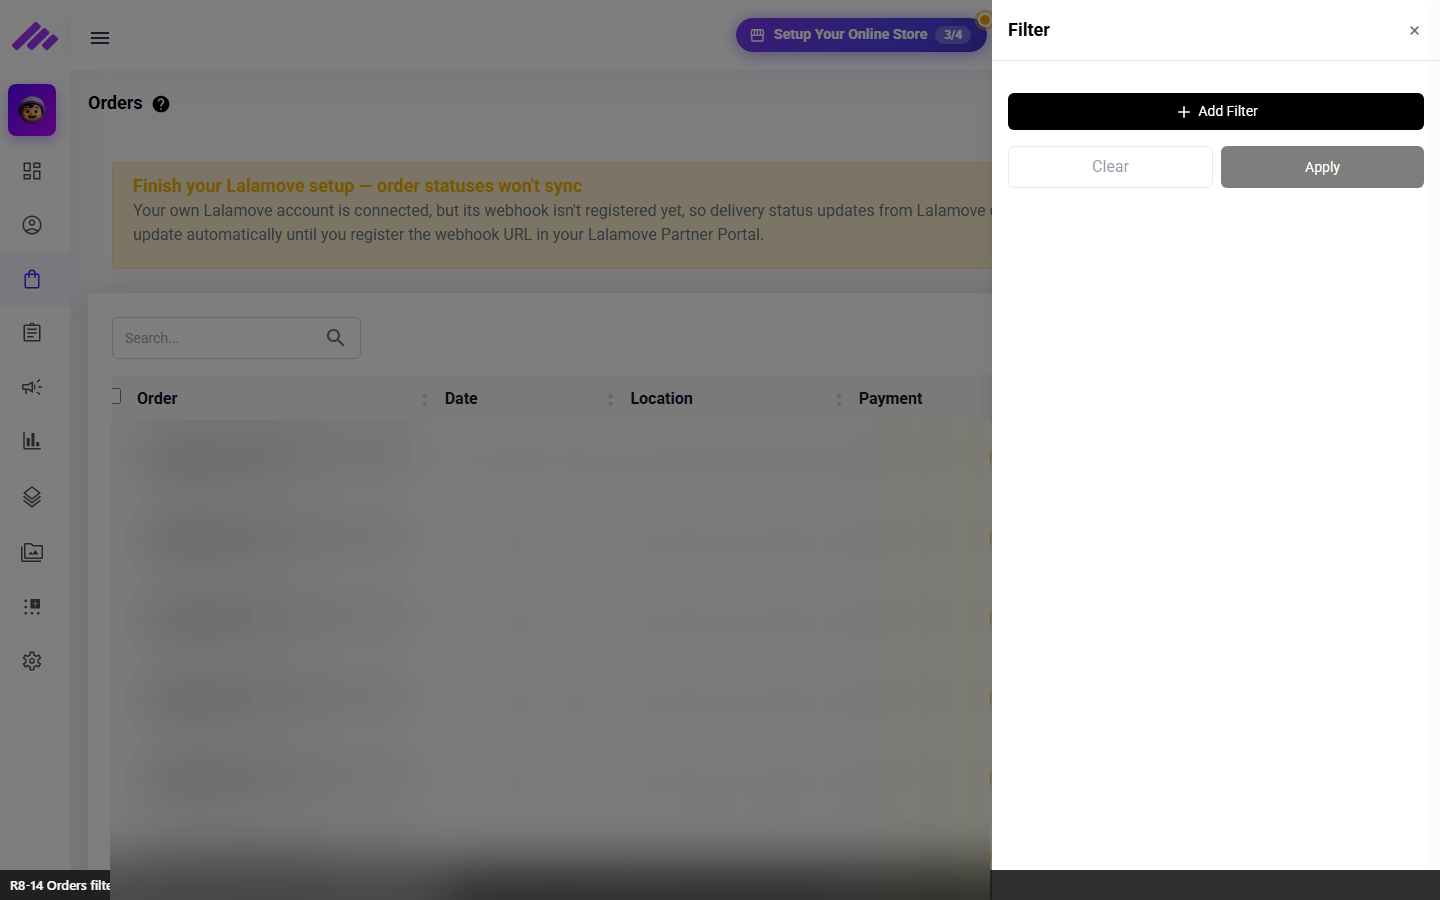 Setup Your Online Store 3/4
Filter
Orders
Add Filter
Clear
Apply
Finish your Lalamove setup — order statuses won't sync
Your own Lalamove account is connected, but its webhook isn't registered yet, so delivery status updates from Lalamove
update automatically until you register the webhook URL in your Lalamove Partner Portal.
Search...
Order Date Location Payment
R8-14 Orders